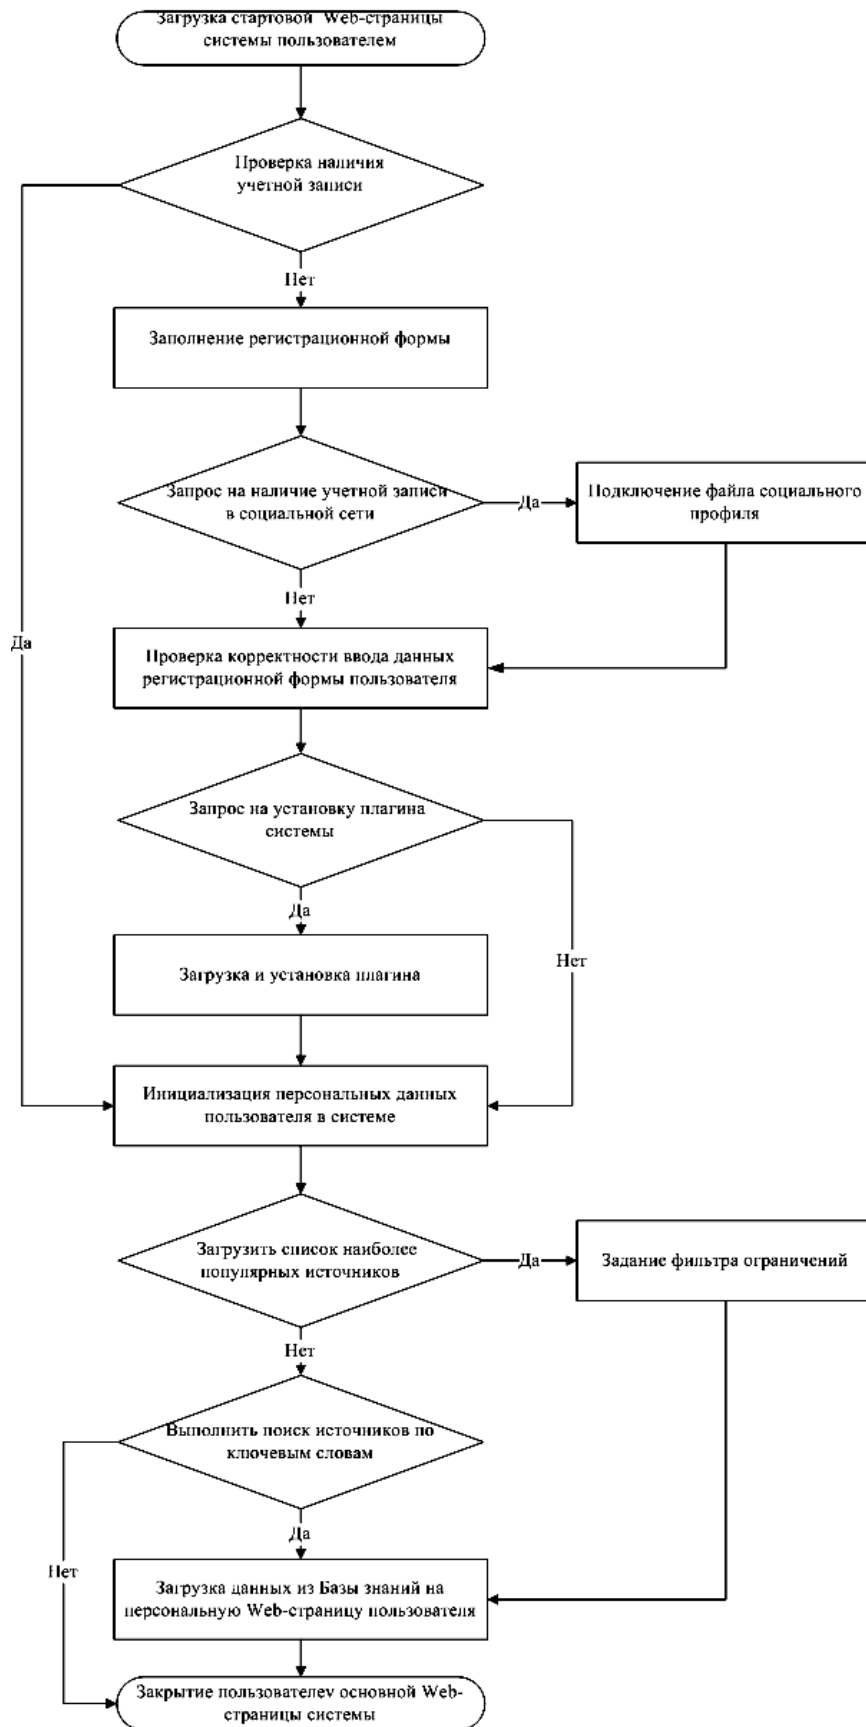 Загрузка стартовой Web-страницы
системы пользователем
Проверка наличия
учетной записи
Нет
Заполнение регистрационной формы
Запрос на наличие учетной записи
в социальной сети
Да
Подключение файла социального
профиля
Нет
Да
Проверка корректности ввода данных
регистрационной формы пользователя
Запрос на установку плагина
системы
Да
Нет
Загрузка и установка плагина
Инициализация персональных данных
пользователя в системе
Загрузить список наиболее
популярных источников
Да
Задание фильтра ограничений
Нет
Выполнить поиск источников по
ключевым словам
Да
Нет
Загрузка данных из Базы знаний на
персональную Web-страницу пользователя
Закрытие пользователеv основной Web-
страницы системы